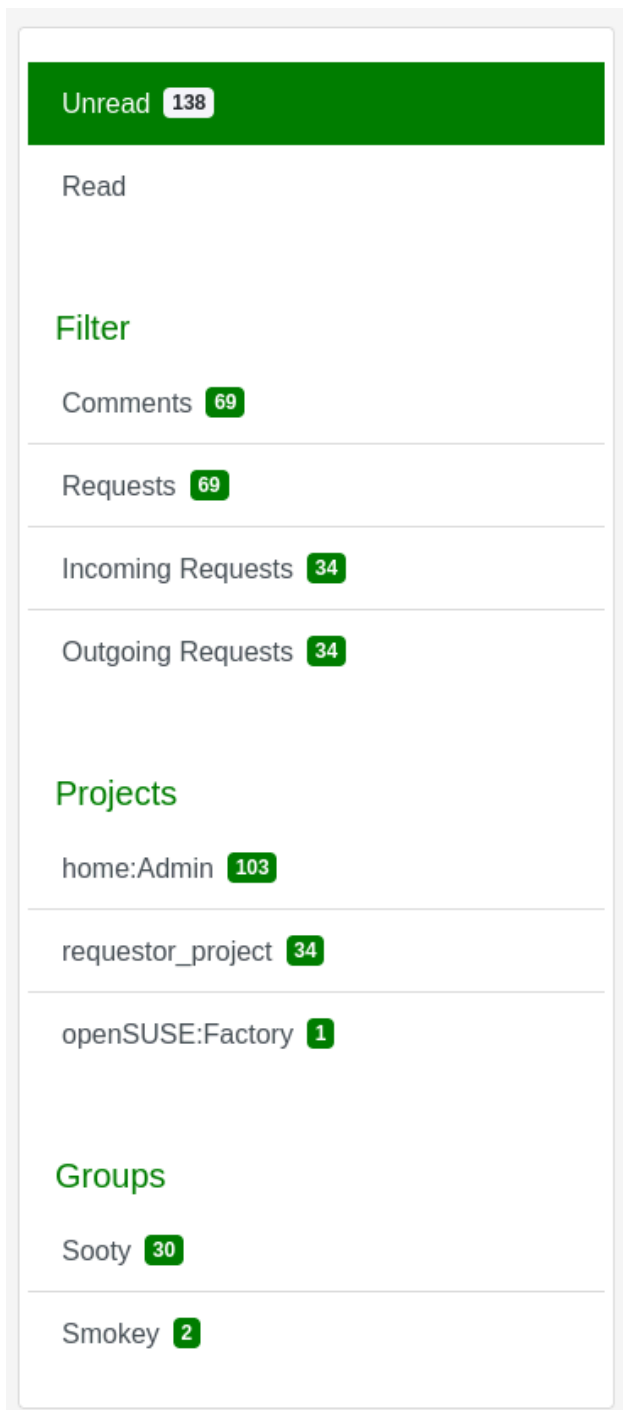 Unread 138
Read
Filter
Comments 69
Requests 69
Incoming Requests 34
Outgoing Requests 34
Projects
home:Admin 103
requestor_project 34
openSUSE:Factory 1
Groups
Sooty 30
Smokey 2